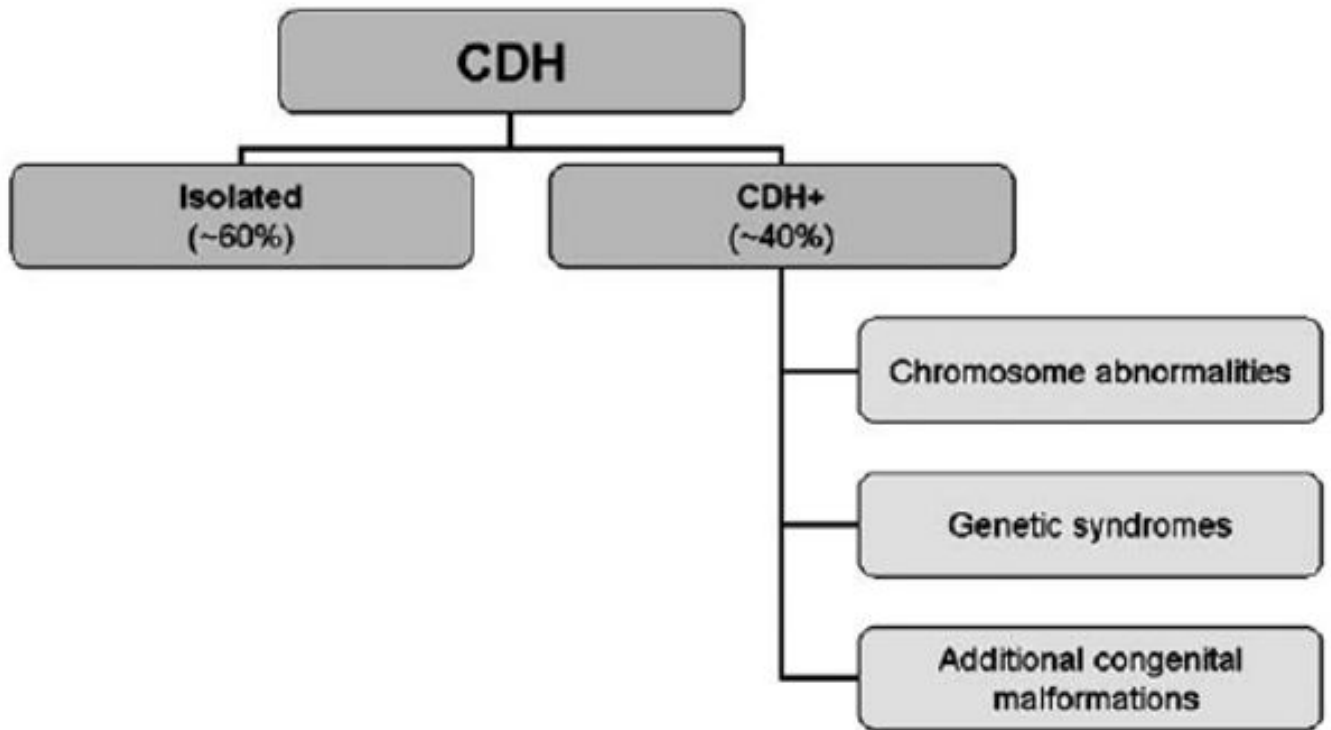 CDH
Isolated
(~60%)
CDH+
(~40%)
Chromosome abnormalities
Genetic syndromes
Additional congenital
malformations